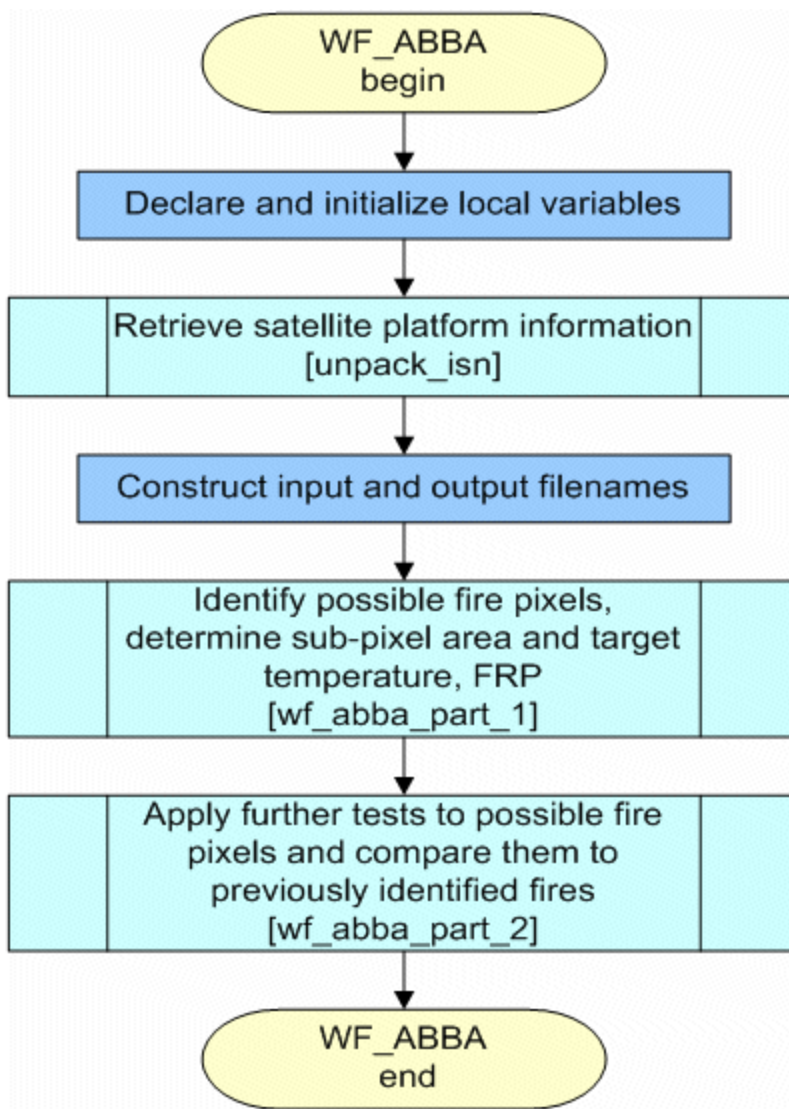 WF_ABBA
begin
Declare and initialize local variables
Retrieve satellite platform information
[unpack_isn]
Construct input and output filenames
Identify possible fire pixels,
determine sub-pixel area and target
temperature, FRP
[wf_abba_part_1]
Apply further tests to possible fire
pixels and compare them to
previously identified fires
[wf_abba_part_2]
WF_ABBA
end